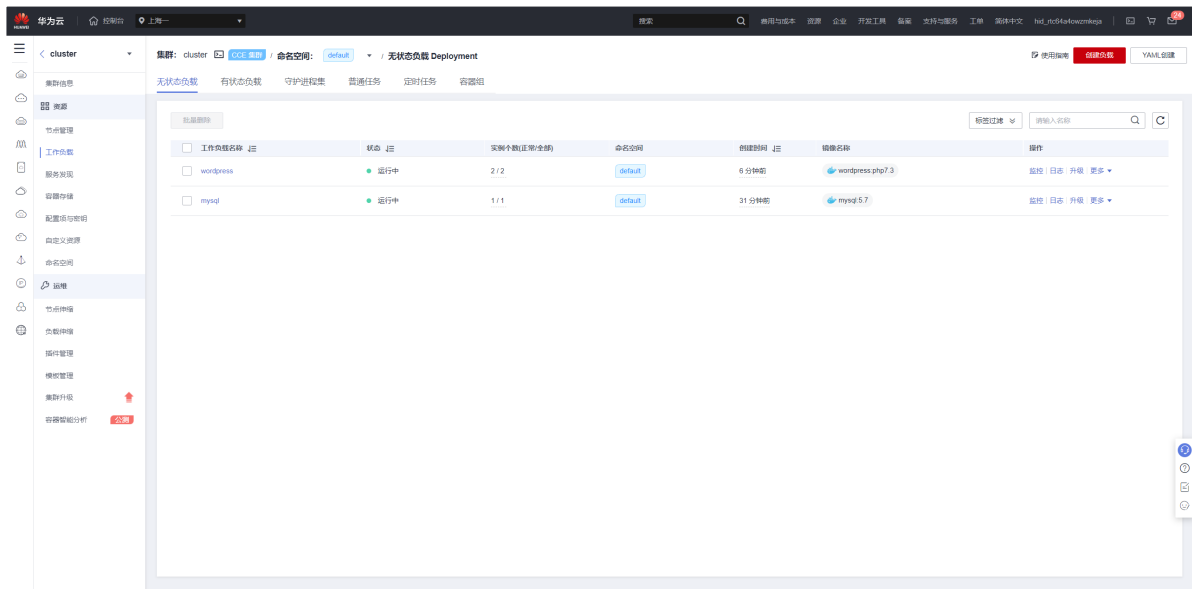 HUAWEI 华为云 控制台 上海一 搜索 费用与成本 资源 企业 开发工具 备案 支持与服务 工单 简体中文 hid_rtc64a4owzmkeja 24
cluster
集群信息
资源
节点管理
工作负载
服务发现
容器存储
配置项与密钥
自定义资源
命名空间
运维
节点伸缩
负载伸缩
插件管理
模板管理
集群升级
容器智能分析 公测
集群: cluster CCE 集群 / 命名空间: default / 无状态负载 Deployment 使用指南 创建负载 YAML创建
无状态负载 有状态负载 守护进程集 普通任务 定时任务 容器组
批量删除 标签过滤 请输入名称
工作负载名称 状态 实例个数(正常/全部) 命名空间 创建时间 镜像名称 操作
wordpress 运行中 2 / 2 default 6 分钟前 wordpress:php7.3 监控 日志 升级 更多
mysql 运行中 1 / 1 default 31 分钟前 mysql:5.7 监控 日志 升级 更多